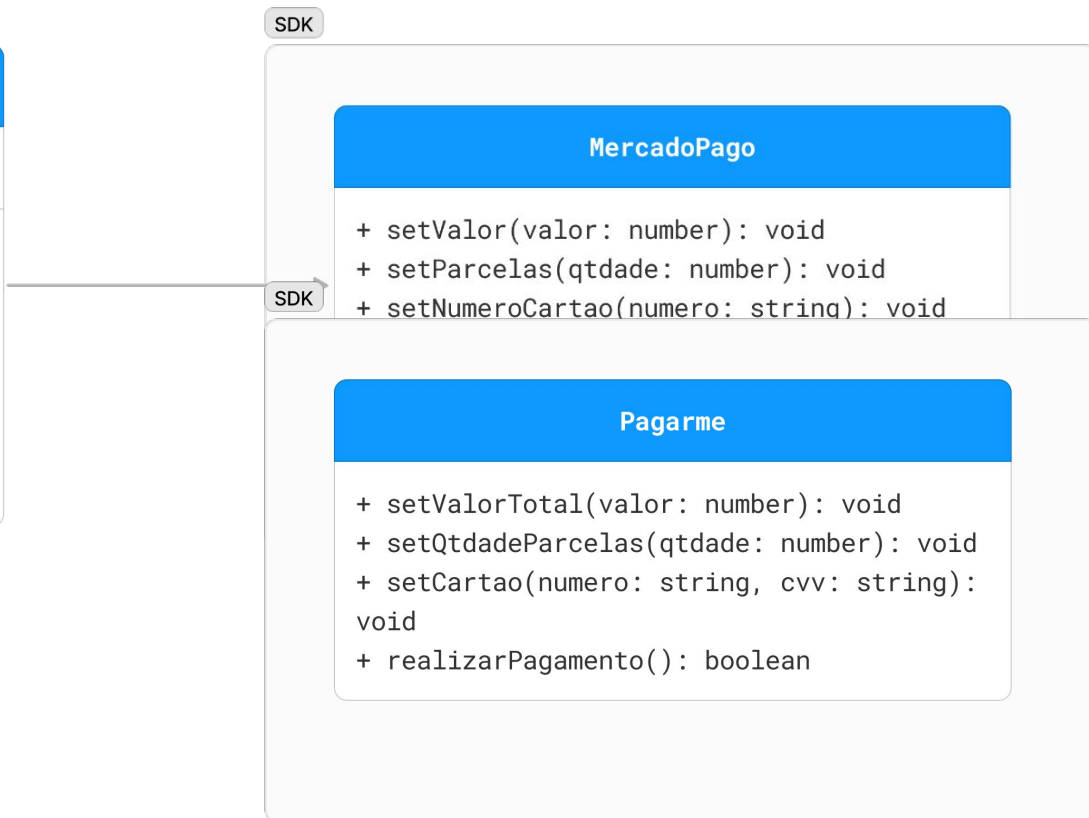 SDK
MercadoPago
+ setValor(valor: number): void
+ setParcelas(qtdade: number): void
+ setNumeroCartao(numero: string): void
SDK
Pagarme
+ setValorTotal(valor: number): void
+ setQtdadeParcelas(qtdade: number): void
+ setCartao(numero: string, cvv: string):
void
+ realizarPagamento(): boolean